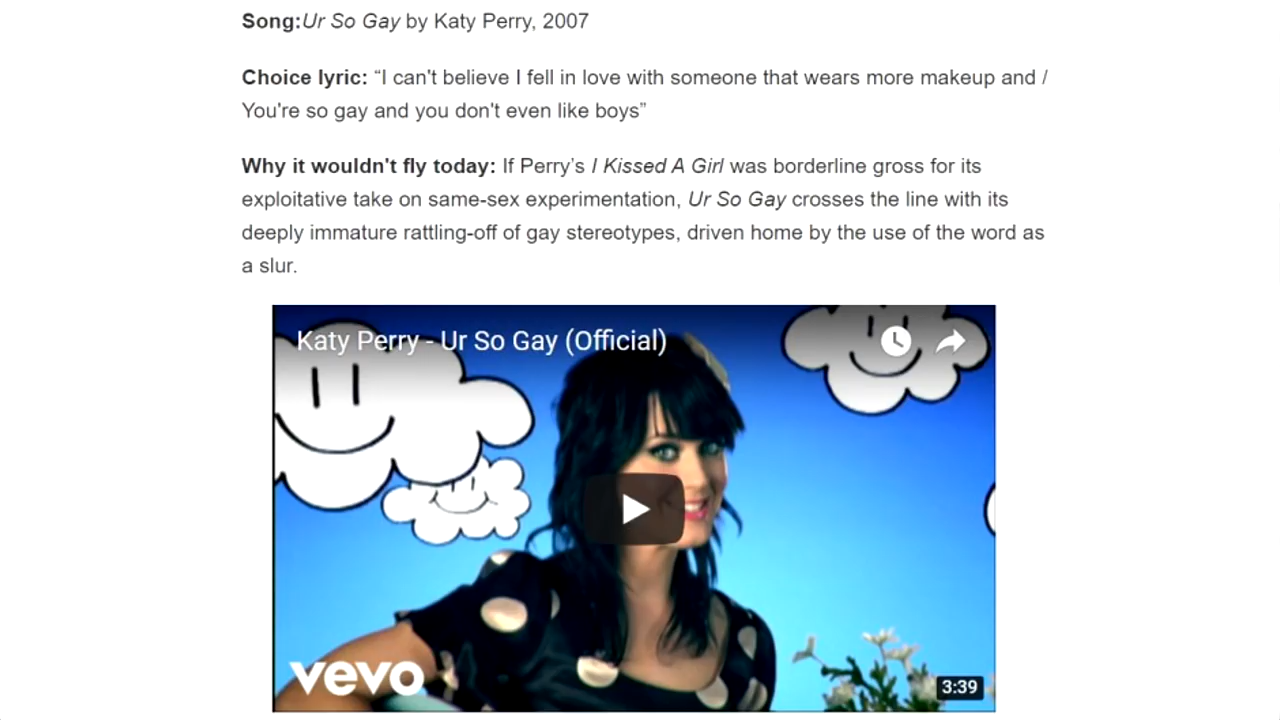 Song:Ur So Gay by Katy Perry, 2007
Choice lyric: “I can't believe I fell in love with someone that wears more makeup and /
You're so gay and you don't even like boys”
Why it wouldn't fly today: If Perry’s I Kissed A Girl was borderline gross for its
exploitative take on same-sex experimentation, Ur So Gay crosses the line with its
deeply immature rattling-off of gay stereotypes, driven home by the use of the word as
a slur.
Katy Perry - Ur So Gay (Official)
vevo
3:39